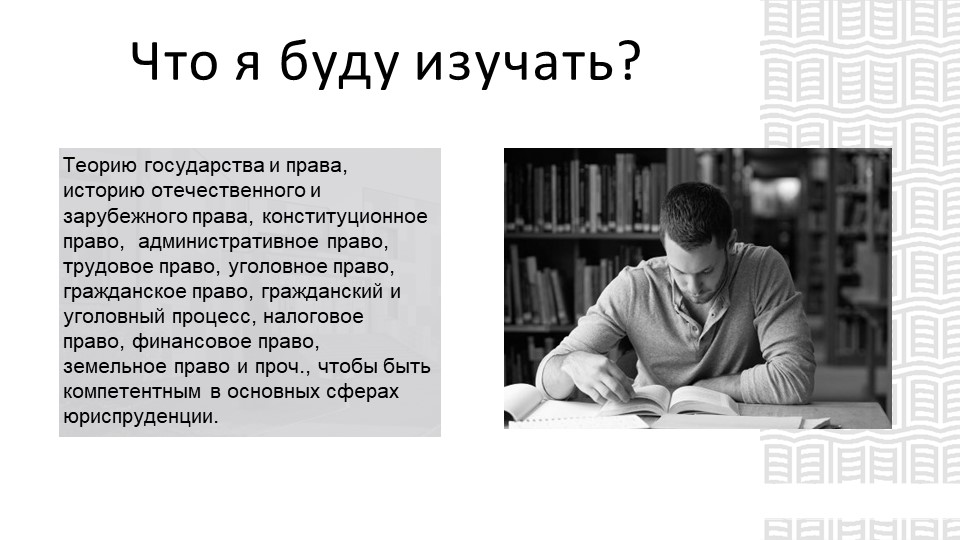 Что я буду изучать?
Теорию государства и права,
историю отечественного и
зарубежного права, конституционное
право, административное право,
трудовое право, уголовное право,
гражданское право, гражданский и
уголовный процесс, налоговое
право, финансовое право,
земельное право и проч., чтобы быть
компетентным в основных сферах
юриспруденции.